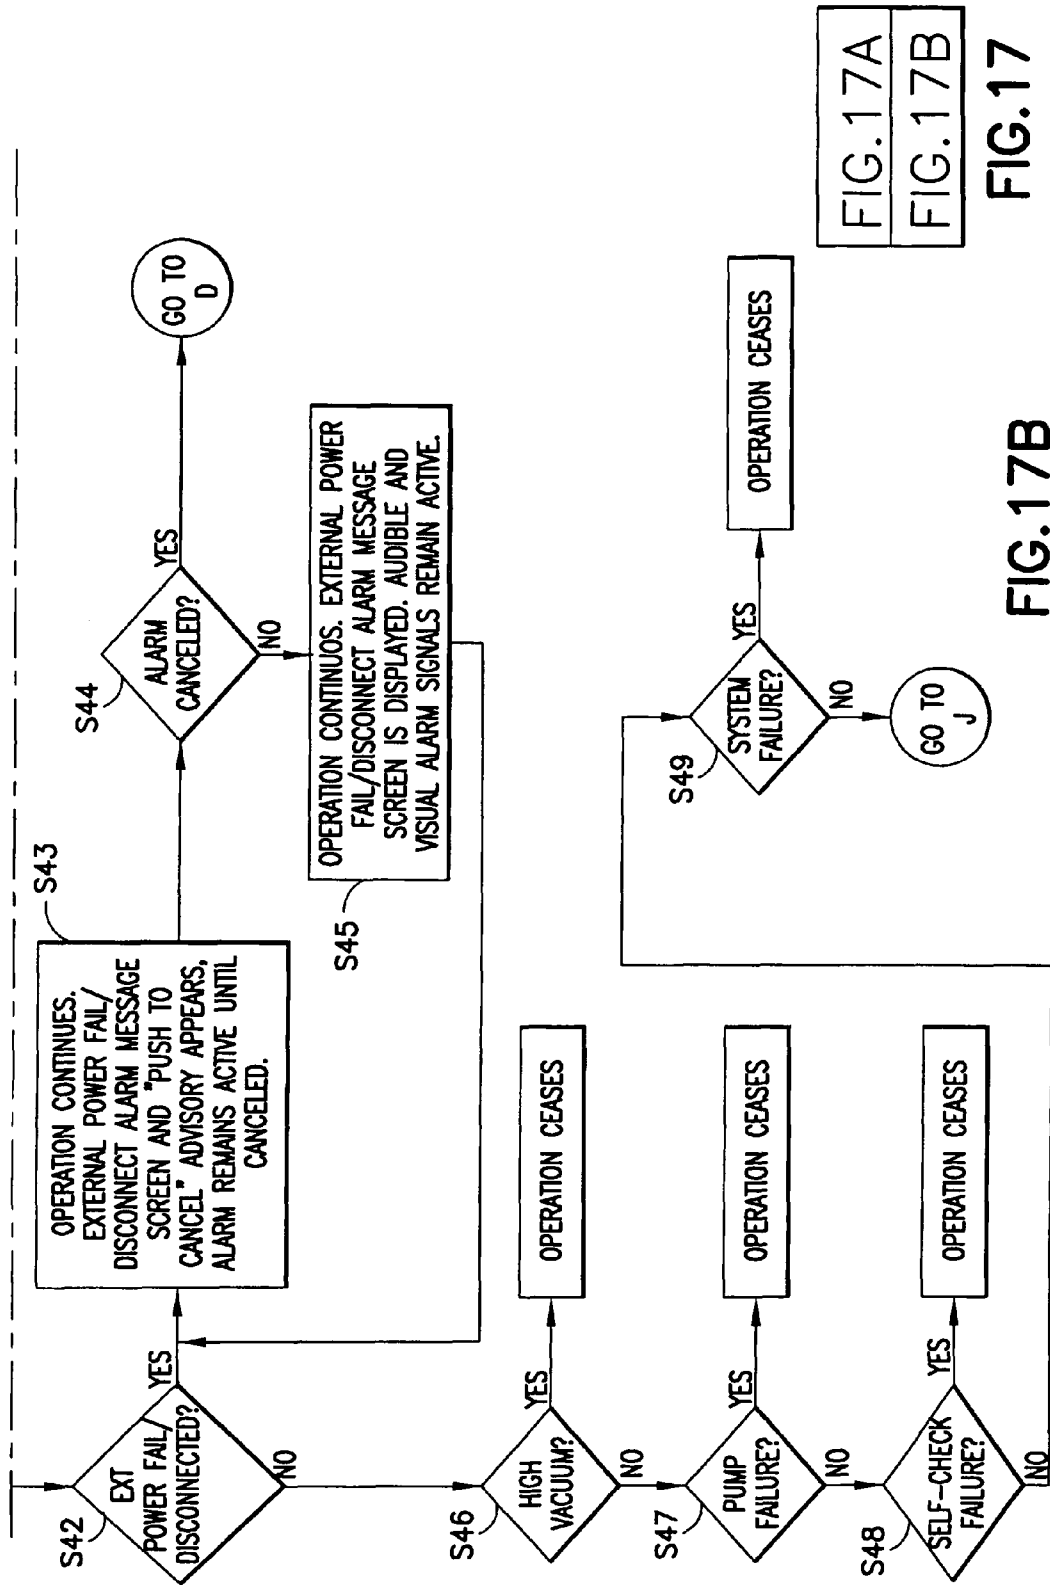 S42
EXT
POWER FAIL/
DISCONNECTED?
YES
NO
S43
OPERATION CONTINUES.
EXTERNAL POWER FAIL/
DISCONNECT ALARM MESSAGE
SCREEN AND "PUSH TO
CANCEL" ADVISORY APPEARS,
ALARM REMAINS ACTIVE UNTIL
CANCELED.
S44
ALARM
CANCELED?
YES
NO
GO TO
D
S45
OPERATION CONTINUOS. EXTERNAL POWER
FAIL/DISCONNECT ALARM MESSAGE
SCREEN IS DISPLAYED. AUDIBLE AND
VISUAL ALARM SIGNALS REMAIN ACTIVE.
S46
HIGH
VACUUM?
YES
NO
OPERATION CEASES
S47
PUMP
FAILURE?
YES
NO
OPERATION CEASES
S48
SELF-CHECK
FAILURE?
YES
NO
OPERATION CEASES
S49
SYSTEM
FAILURE?
YES
NO
OPERATION CEASES
GO TO
J
FIG.17A
FIG.17B
FIG.17
FIG.17B